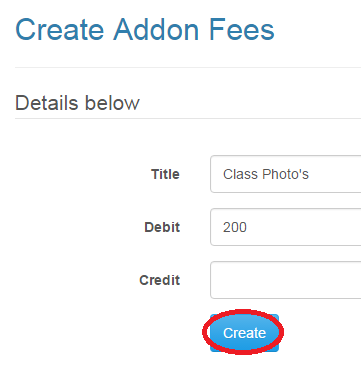 Create Addon Fees
Details below
Title Class Photo's
Debit 200
Credit
Create